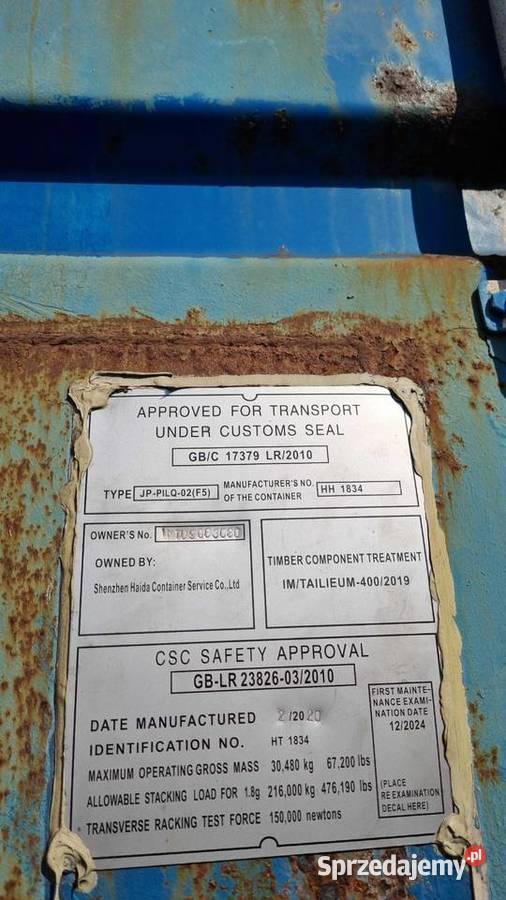 APPROVED FOR TRANSPORT
UNDER CUSTOMS SEAL
GB/C 17379 LR/2010
TYPE JP-PILQ-02(F5) MANUFACTURER'S NO. OF THE CONTAINER HH 1834
OWNER'S No.
OWNED BY:
Shenzhen Haida Container Service Co.,Ltd
TIMBER COMPONENT TREATMENT
IM/TAILIEUM-400/2019
CSC SAFETY APPROVAL
GB-LR 23826-03/2010
DATE MANUFACTURED 2/2020
IDENTIFICATION NO. HT 1834
MAXIMUM OPERATING GROSS MASS 30,480 kg 67,200 lbs
ALLOWABLE STACKING LOAD FOR 1.8g 216,000 kg 476,190 lbs
TRANSVERSE RACKING TEST FORCE 150,000 newtons
FIRST MAINTE-
NANCE EXAMI-
NATION DATE
12/2024
(PLACE
RE EXAMINATION
DECAL HERE)
Sprzedajemy.pl